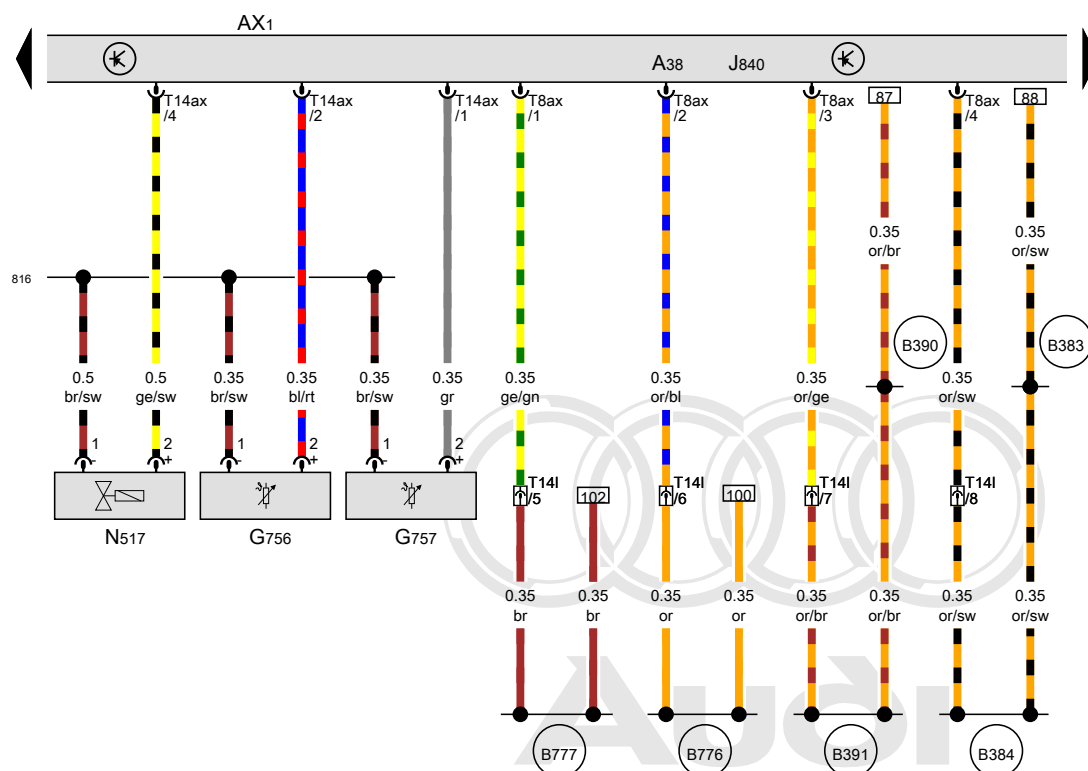 AX1
A38 J840
T14ax
/4
T14ax
/2
T14ax
/1
T8ax
/1
T8ax
/2
T8ax
/3
87
T8ax
/4
88
0.35
or/br
0.35
or/sw
816
B390
B383
0.5
br/sw
0.5
ge/sw
0.35
br/sw
0.35
bl/rt
0.35
br/sw
0.35
gr
0.35
ge/gn
0.35
or/bl
0.35
or/ge
0.35
or/sw
1
-
2
+
1
-
2
+
1
-
2
+
T14l
/5
102
T14l
/6
100
T14l
/7
T14l
/8
N517
G756
G757
0.35
br
0.35
br
0.35
or
0.35
or
0.35
or/br
0.35
or/br
0.35
or/sw
0.35
or/sw
Audi
B777
B776
B391
B384